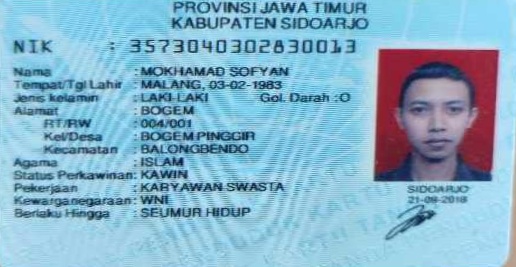 PROVINSI JAWA TIMUR
KABUPATEN SIDOARJO
NIK : 3573040302830013
Nama : MOKHAMAD SOFYAN
Tempat/Tgl Lahir : MALANG, 03-02-1983
Jenis kelamin : LAKI-LAKI Gol. Darah :O
Alamat : BOGEM
RT/RW : 004/001
Kel/Desa : BOGEM PINGGIR
Kecamatan : BALONGBENDO
Agama : ISLAM
Status Perkawinan: KAWIN
Pekerjaan : KARYAWAN SWASTA
Kewarganegaraan: WNI
Berlaku Hingga : SEUMUR HIDUP
SIDOARJO
21-09-2018